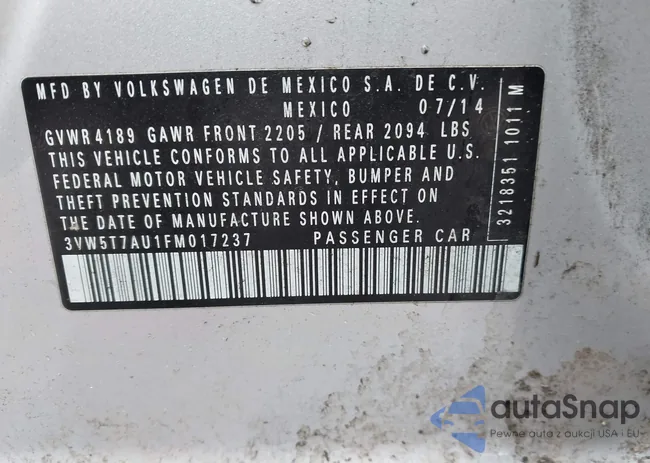 MFD BY VOLKSWAGEN DE MEXICO S.A. DE C.V.
MEXICO 07/14
GVWR 4189 GAWR FRONT 2205 / REAR 2094 LBS
THIS VEHICLE CONFORMS TO ALL APPLICABLE U.S.
FEDERAL MOTOR VEHICLE SAFETY, BUMPER AND
THEFT PREVENTION STANDARDS IN EFFECT ON
THE DATE OF MANUFACTURE SHOWN ABOVE.
3VW5T7AU1FM017237 PASSENGER CAR
3218351 1011 M
autoSnap
Pewne auta z aukcji USA i EU